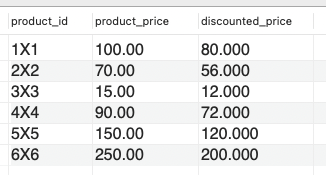 product_id product_price discounted_price
1X1 100.00 80.000
2X2 70.00 56.000
3X3 15.00 12.000
4X4 90.00 72.000
5X5 150.00 120.000
6X6 250.00 200.000